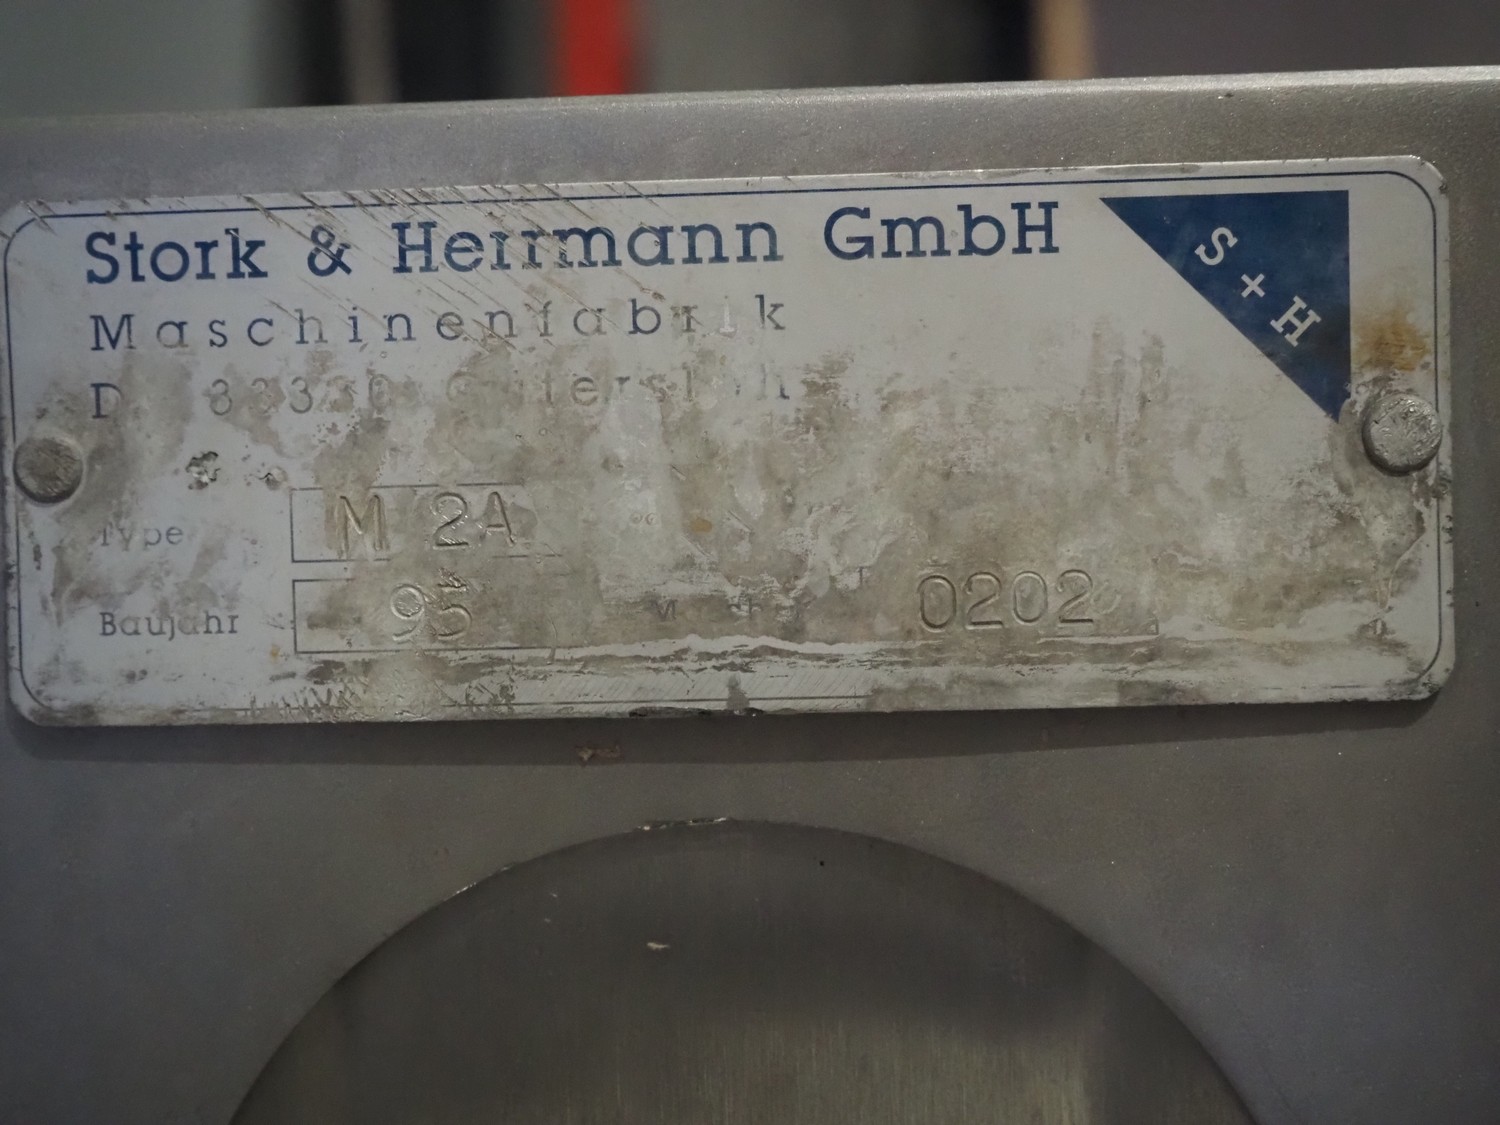 Stork & Herrmann GmbH
S + H
Maschinenfabrik
Type M 2A
Baujahr 95 0202